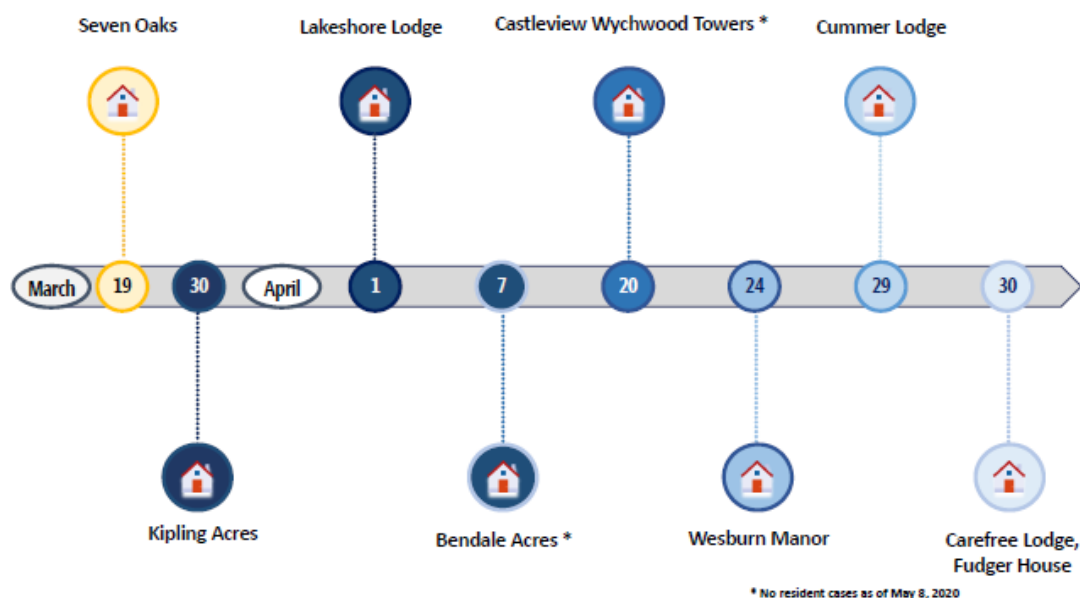 Seven Oaks
Lakeshore Lodge
Castleview Wychwood Towers *
Cummer Lodge
March
19
30
April
1
7
20
24
29
30
Kipling Acres
Bendale Acres *
Wesburn Manor
Carefree Lodge,
Fudger House
* No resident cases as of May 8, 2020